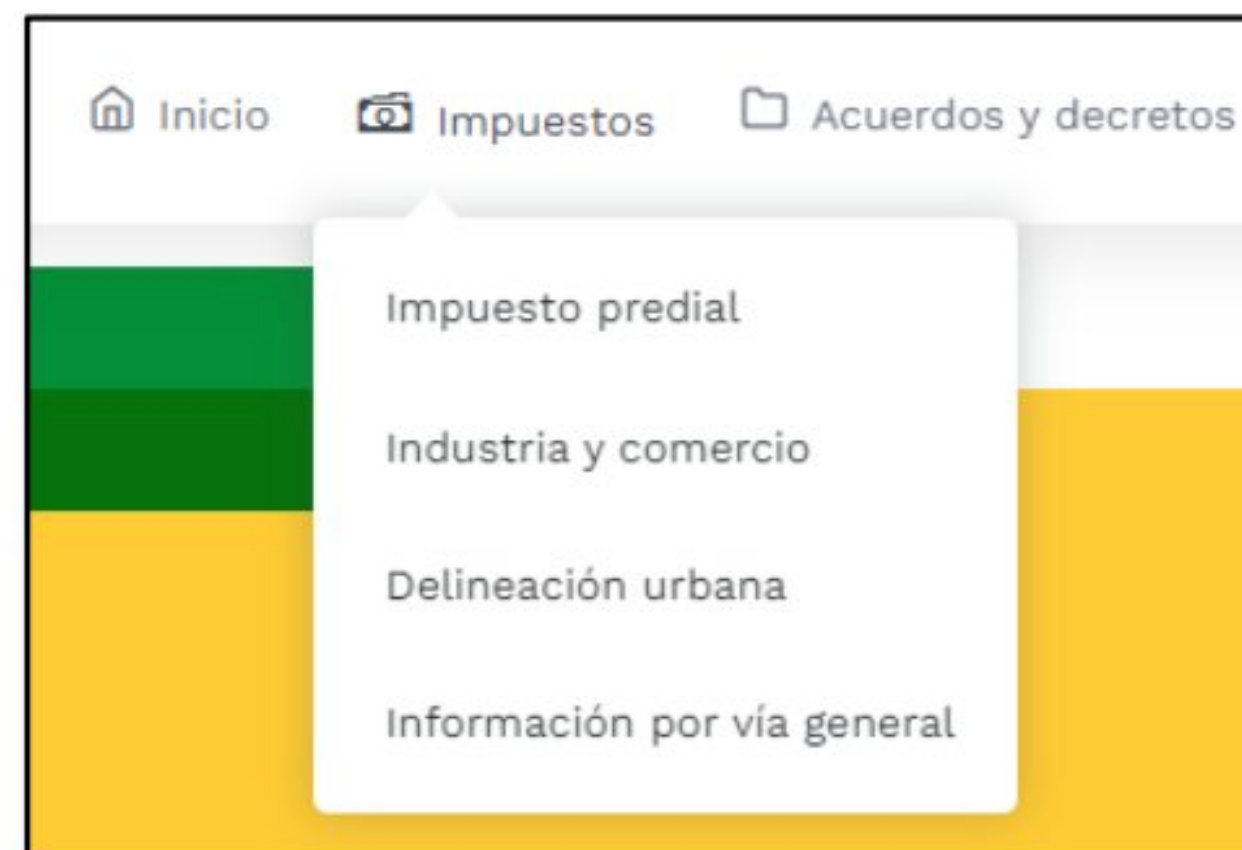 Inicio Impuestos Acuerdos y decretos
Impuesto predial
Industria y comercio
Delineación urbana
Información por vía general